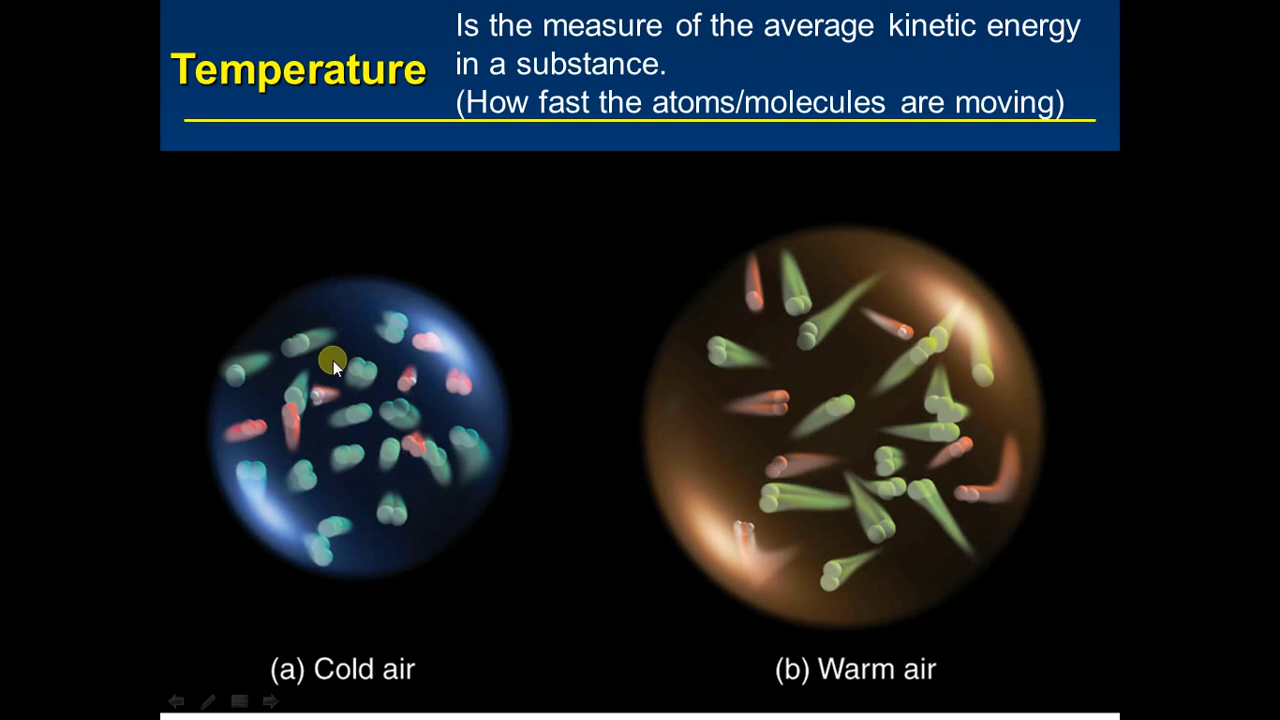 Temperature
Is the measure of the average kinetic energy
in a substance.
(How fast the atoms/molecules are moving)
(a) Cold air
(b) Warm air